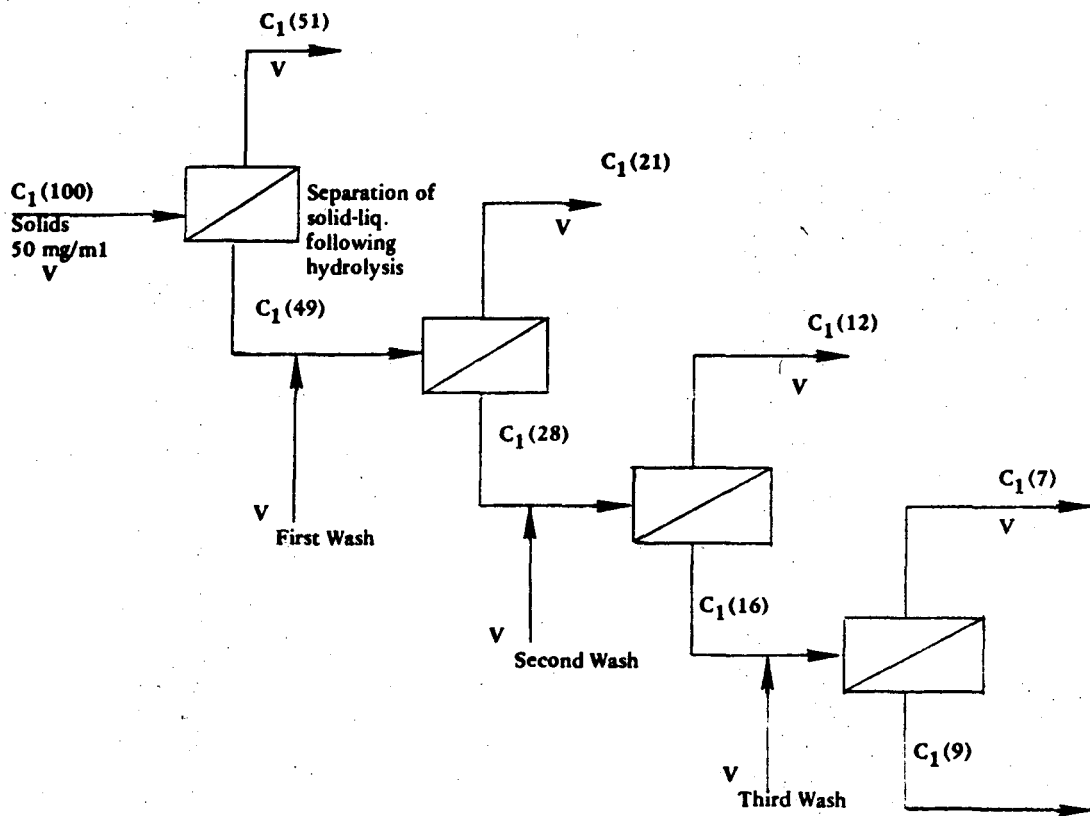 C1(51)
V
C1(100)
Solids
50 mg/ml
V
Separation of
solid-liq.
following
hydrolysis
C1(21)
V
C1(49)
V
First Wash
C1(12)
V
C1(28)
V
Second Wash
C1(7)
V
C1(16)
V
Third Wash
C1(9)